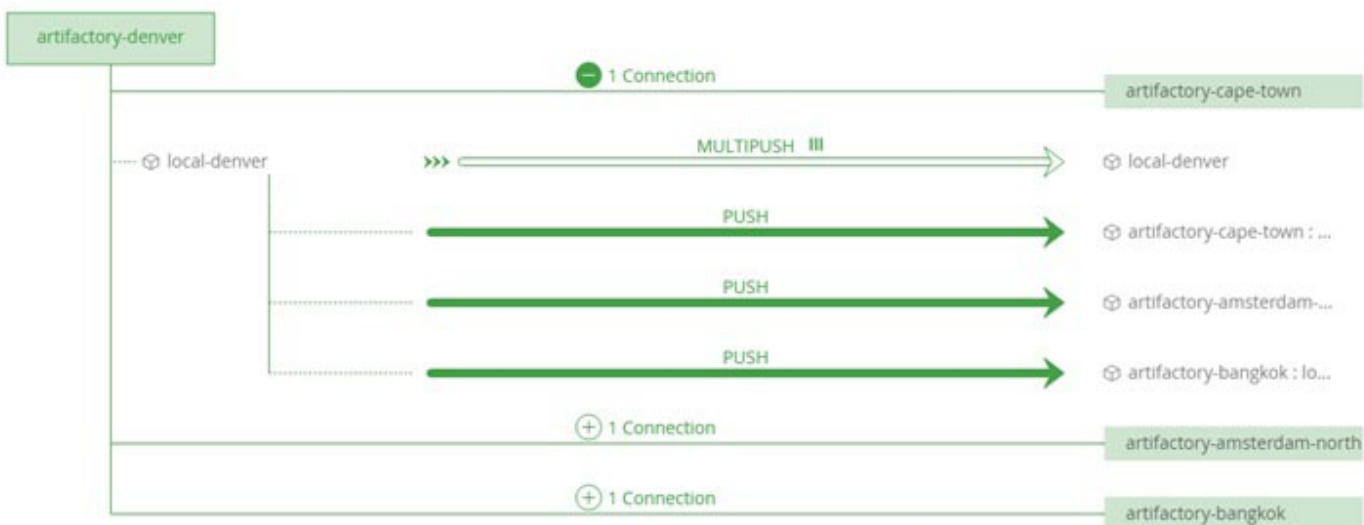 artifactory-denver
1 Connection
artifactory-cape-town
local-denver
MULTIPUSH
local-denver
PUSH
artifactory-cape-town : ...
PUSH
artifactory-amsterdam-...
PUSH
artifactory-bangkok : lo...
1 Connection
artifactory-amsterdam-north
1 Connection
artifactory-bangkok